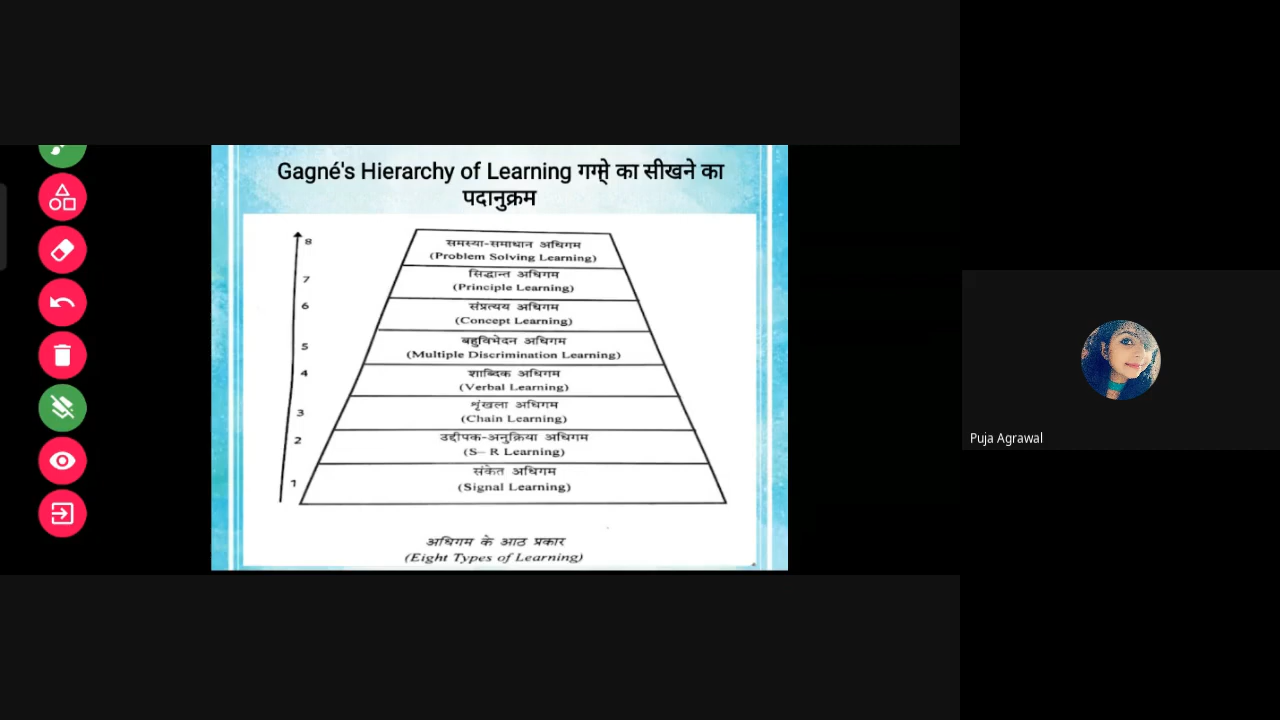 Gagné's Hierarchy of Learning गग्ने का सीखने का
पदानुक्रम
8
समस्या-समाधान अधिगम
(Problem Solving Learning)
7
सिद्धान्त अधिगम
(Principle Learning)
6
संप्रत्यय अधिगम
(Concept Learning)
5
बहुविभेदन अधिगम
(Multiple Discrimination Learning)
4
शाब्दिक अधिगम
(Verbal Learning)
3
शृंखला अधिगम
(Chain Learning)
2
उद्दीपक-अनुक्रिया अधिगम
(S– R Learning)
1
संकेत अधिगम
(Signal Learning)
अधिगम के आठ प्रकार
(Eight Types of Learning)
Puja Agrawal